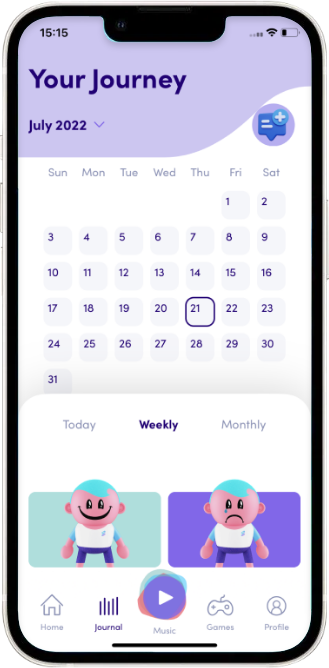 15:15
Your Journey
July 2022
Sun Mon Tue Wed Thu Fri Sat
1 2
3 4 5 6 7 8 9
10 11 12 13 14 15 16
17 18 19 20 21 22 23
24 25 26 27 28 29 30
31
Today Weekly Monthly
Home Journal Music Games Profile